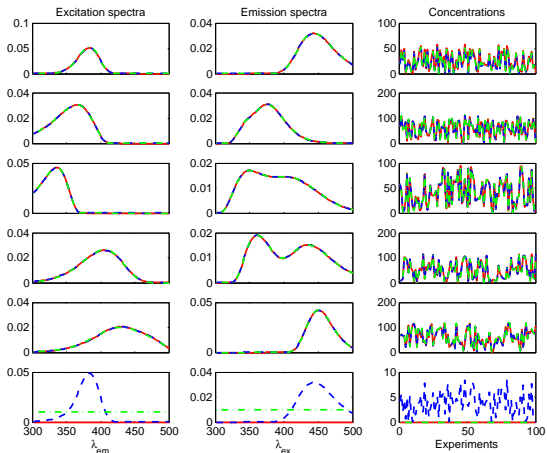 Excitation spectra Emission spectra Concentrations
0.1 0.04 100
0.05 0.02 50
0 0 0
0.04 0.04 200
0.02 0.02 100
0 0 0
0.05 0.02 100
0.01 50
0 0 0
0.04 0.04 200
0.02 0.02 100
0 0 0
0.04 0.05 200
0.02 100
0 0 0
0.05 0.04 10
0.02 5
0 0 0
300 350 400 450 500 300 350 400 450 500 0 50 100
λem λex Experiments